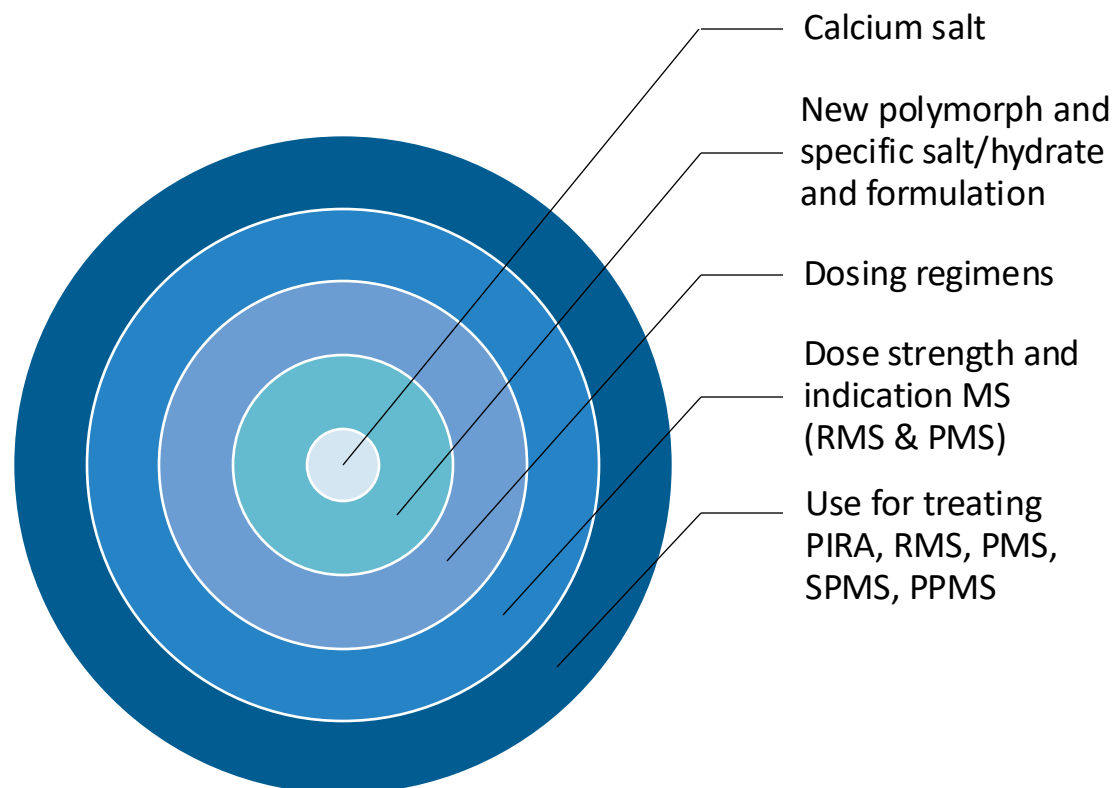 Calcium salt
New polymorph and
specific salt/hydrate
and formulation
Dosing regimens
Dose strength and
indication MS
(RMS & PMS)
Use for treating
PIRA, RMS, PMS,
SPMS, PPMS